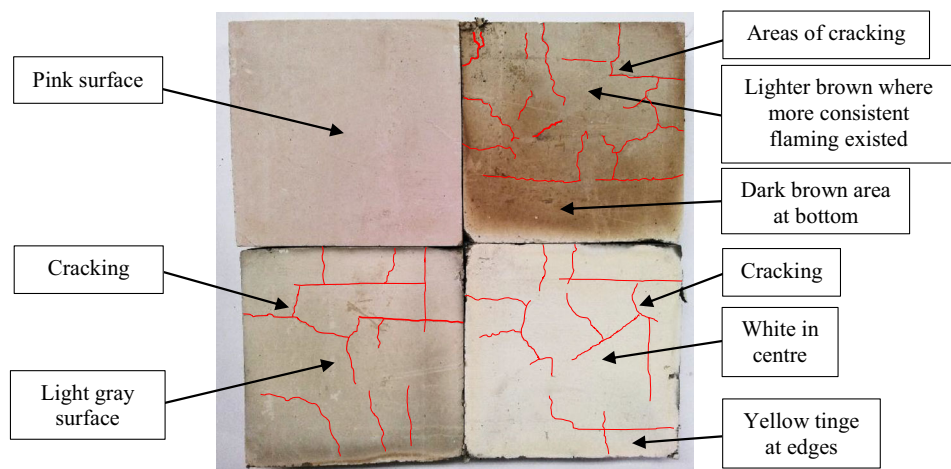 Pink surface
Cracking
Light gray
surface
Areas of cracking
Lighter brown where
more consistent
flaming existed
Dark brown area
at bottom
Cracking
White in
centre
Yellow tinge
at edges